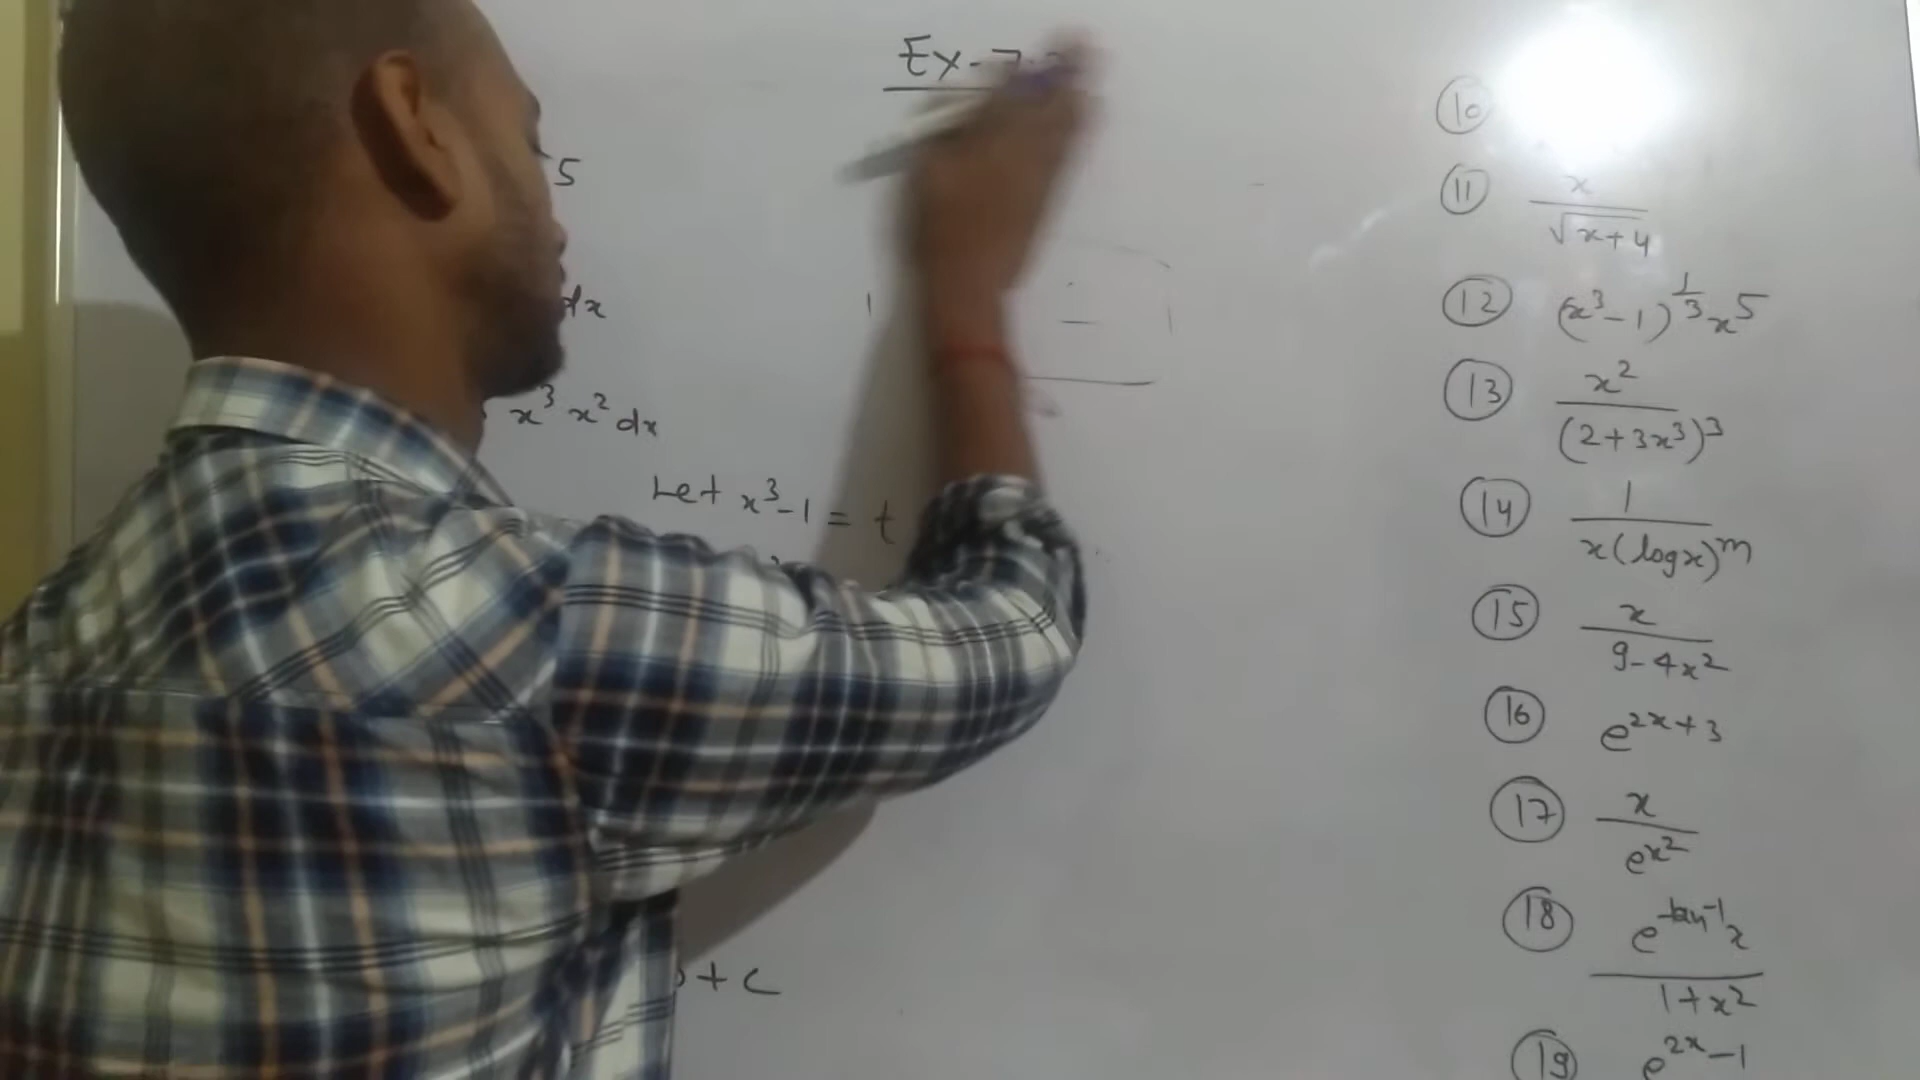 Ex-7.2
5
dx
x³ x² dx
Let x³-1 = t
+ c
⑩
⑪ x/√(x+4)
⑫ (x³-1)^(1/3) x⁵
⑬ x²/(2+3x³)³
⑭ 1/(x(logx)^m)
⑮ x/(9-4x²)
⑯ e^(2x+3)
⑰ x/e^(x²)
⑱ e^(tan⁻¹x)/(1+x²)
⑲ e^(2x)-1